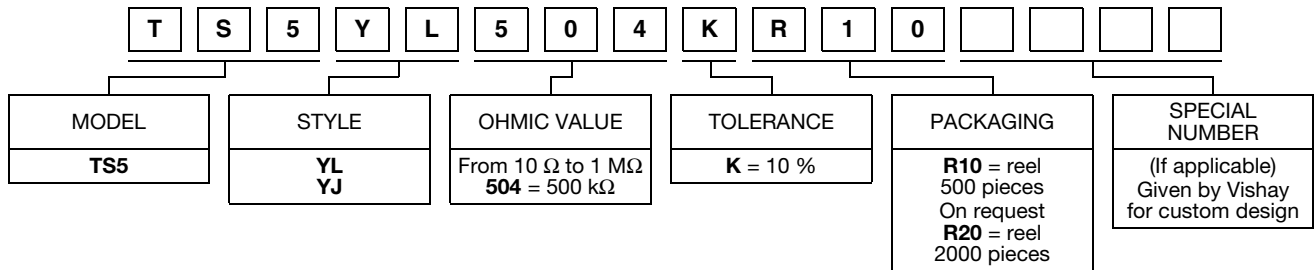 T S 5 Y L 5 0 4 K R 1 0
MODEL
TS5
STYLE
YL
YJ
OHMIC VALUE
From 10 Ω to 1 MΩ
504 = 500 kΩ
TOLERANCE
K = 10 %
PACKAGING
R10 = reel
500 pieces
On request
R20 = reel
2000 pieces
SPECIAL
NUMBER
(If applicable)
Given by Vishay
for custom design